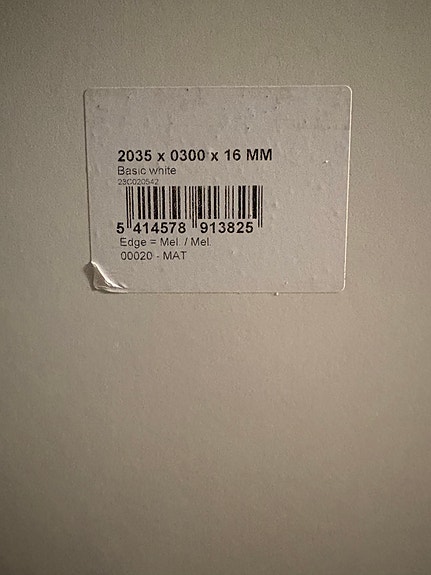 2035 x 0300 x 16 MM
Basic white
23C020542
5 414578 913825
Edge = Mel. / Mel.
00020 - MAT